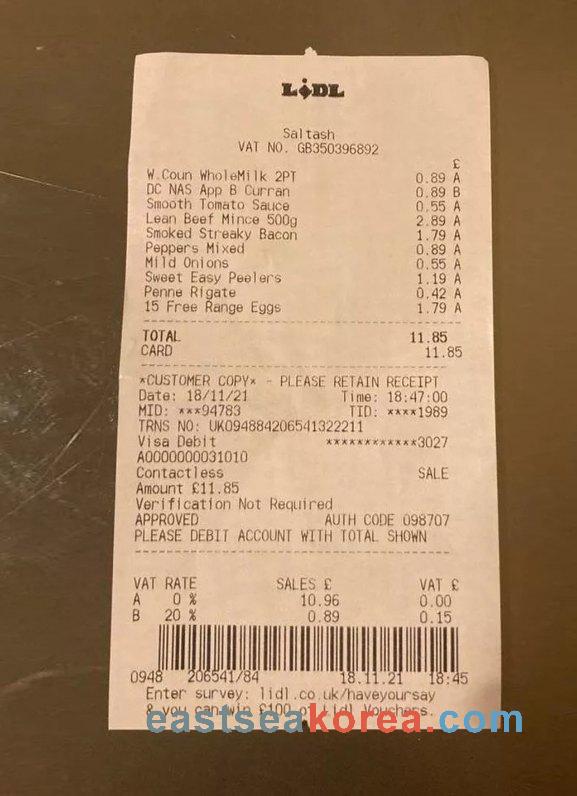 LIDL
Saltash
VAT NO. GB350396892
£
W.Coun WholeMilk 2PT 0.89 A
DC NAS App B Curran 0.89 B
Smooth Tomato Sauce 0.55 A
Lean Beef Mince 500g 2.89 A
Smoked Streaky Bacon 1.79 A
Peppers Mixed 0.89 A
Mild Onions 0.55 A
Sweet Easy Peelers 1.19 A
Penne Rigate 0.42 A
15 Free Range Eggs 1.79 A
TOTAL 11.85
CARD 11.85
*CUSTOMER COPY* - PLEASE RETAIN RECEIPT
Date: 18/11/21 Time: 18:47:00
MID: ***94783 TID: ****1989
TRNS NO: UK094884206541322211
Visa Debit ************3027
A0000000031010
Contactless SALE
Amount £11.85
Verification Not Required
APPROVED AUTH CODE 098707
PLEASE DEBIT ACCOUNT WITH TOTAL SHOWN
VAT RATE SALES £ VAT £
A 0 % 10.96 0.00
B 20 % 0.89 0.15
0948 206541/84 18.11.21 18:45
Enter survey: lidl.co.uk/haveyoursay
& you can win £100 of Lidl Vouchers.
eastseakorea.com